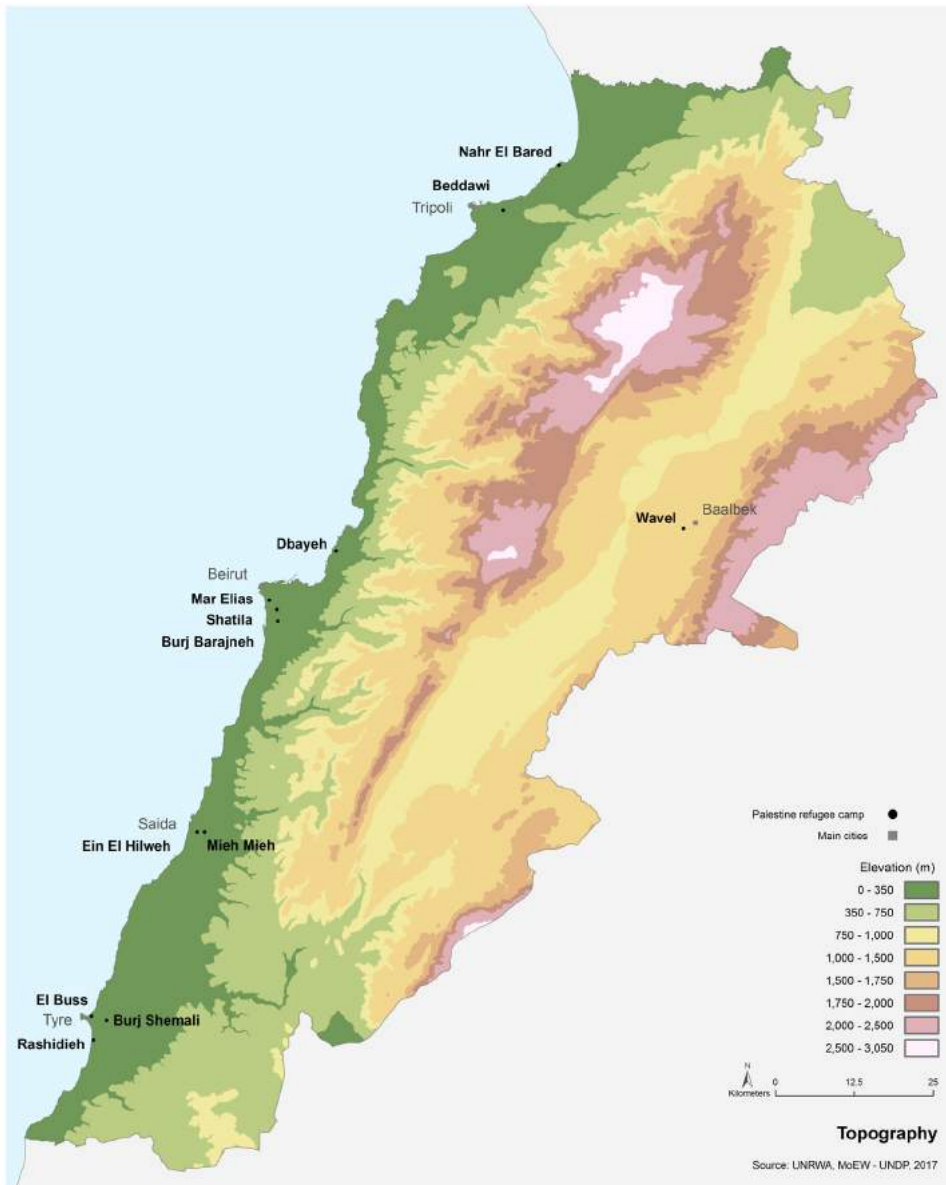 Nahr El Bared
Beddawi
Tripoli
Wavel
Baalbek
Dbayeh
Beirut
Mar Elias
Shatila
Burj Barajneh
Saida
Ein El Hilweh
Mieh Mieh
El Buss
Tyre
Burj Shemali
Rashidieh
Palestine refugee camp
Main cities
Elevation (m)
0 - 350
350 - 750
750 - 1,000
1,000 - 1,500
1,500 - 1,750
1,750 - 2,000
2,000 - 2,500
2,500 - 3,050
N
Kilometers
0 12,5 25
Topography
Source: UNRWA, MoEW - UNDP, 2017